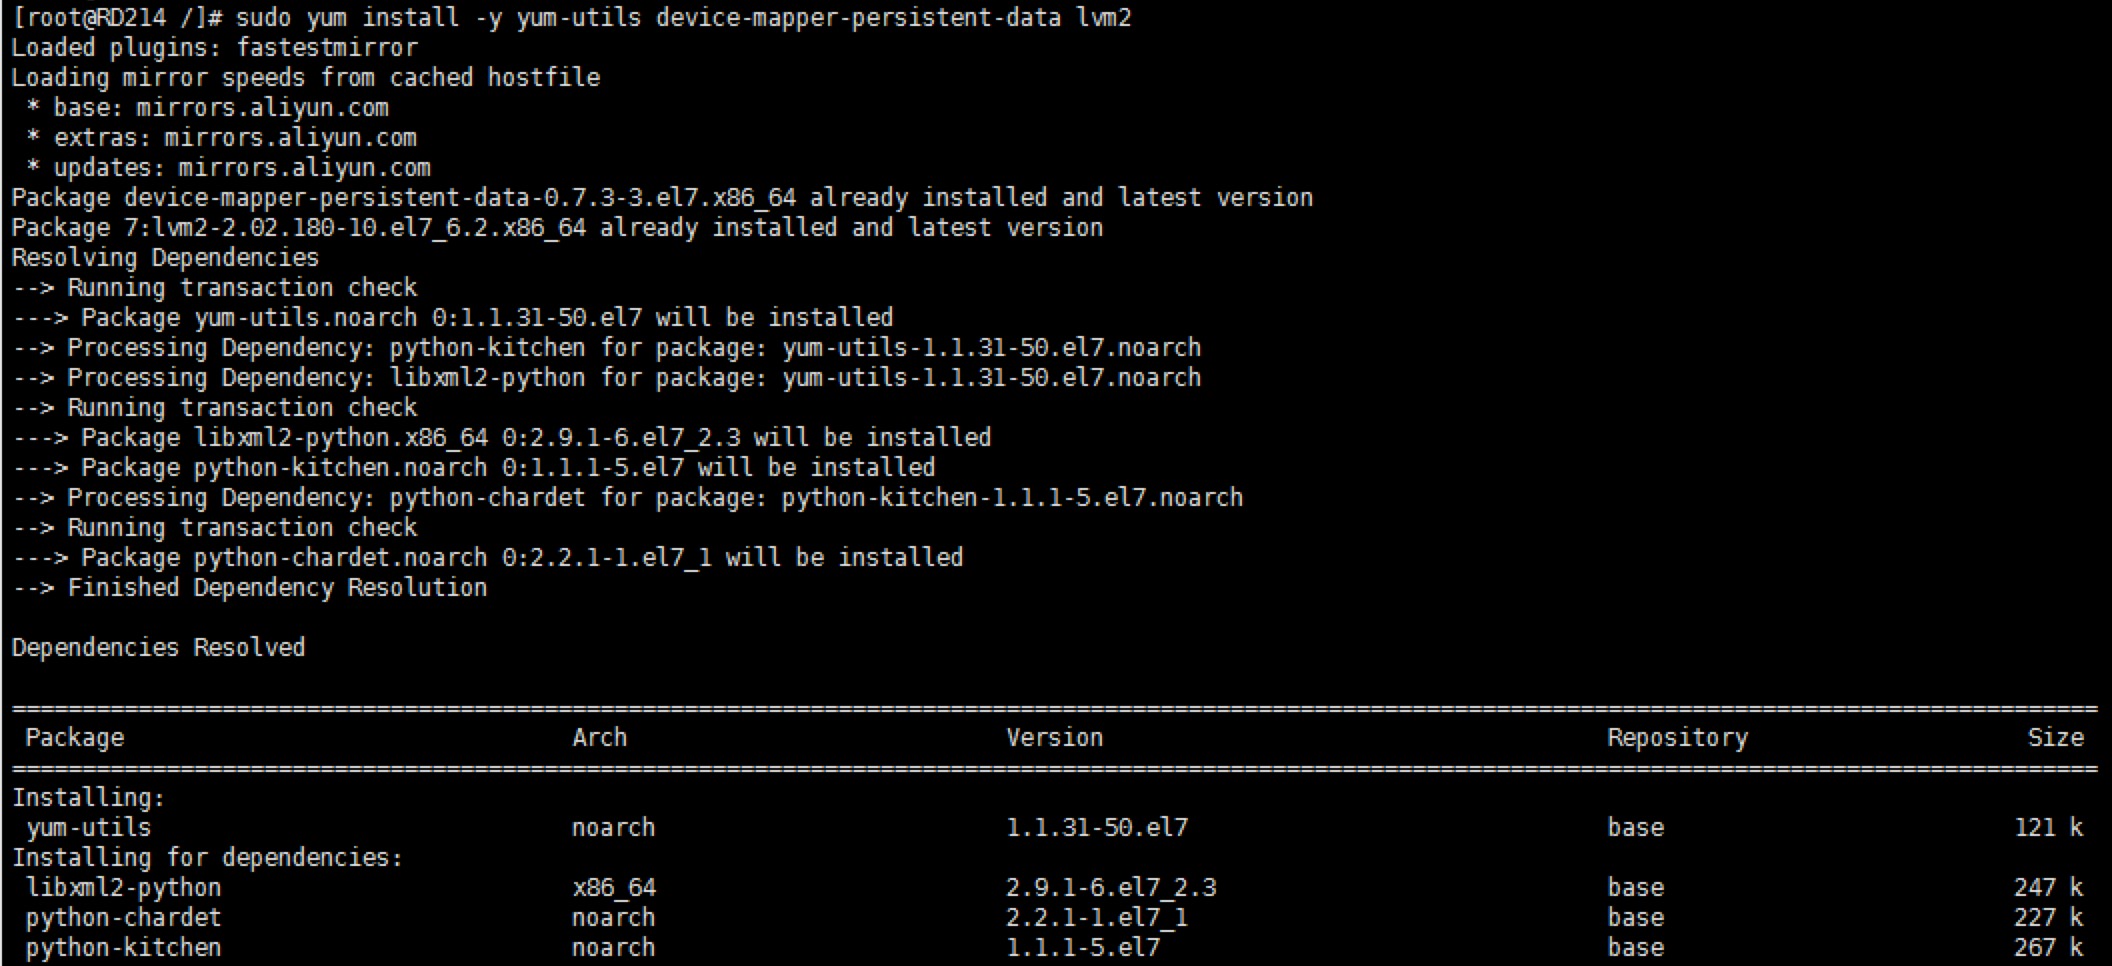 [root@RD214 /]# sudo yum install -y yum-utils device-mapper-persistent-data lvm2
Loaded plugins: fastestmirror
Loading mirror speeds from cached hostfile
 * base: mirrors.aliyun.com
 * extras: mirrors.aliyun.com
 * updates: mirrors.aliyun.com
Package device-mapper-persistent-data-0.7.3-3.el7.x86_64 already installed and latest version
Package 7:lvm2-2.02.180-10.el7_6.2.x86_64 already installed and latest version
Resolving Dependencies
--> Running transaction check
---> Package yum-utils.noarch 0:1.1.31-50.el7 will be installed
--> Processing Dependency: python-kitchen for package: yum-utils-1.1.31-50.el7.noarch
--> Processing Dependency: libxml2-python for package: yum-utils-1.1.31-50.el7.noarch
--> Running transaction check
---> Package libxml2-python.x86_64 0:2.9.1-6.el7_2.3 will be installed
---> Package python-kitchen.noarch 0:1.1.1-5.el7 will be installed
--> Processing Dependency: python-chardet for package: python-kitchen-1.1.1-5.el7.noarch
--> Running transaction check
---> Package python-chardet.noarch 0:2.2.1-1.el7_1 will be installed
--> Finished Dependency Resolution
Dependencies Resolved
Package Arch Version Repository Size
Installing:
yum-utils noarch 1.1.31-50.el7 base 121 k
Installing for dependencies:
libxml2-python x86_64 2.9.1-6.el7_2.3 base 247 k
python-chardet noarch 2.2.1-1.el7_1 base 227 k
python-kitchen noarch 1.1.1-5.el7 base 267 k